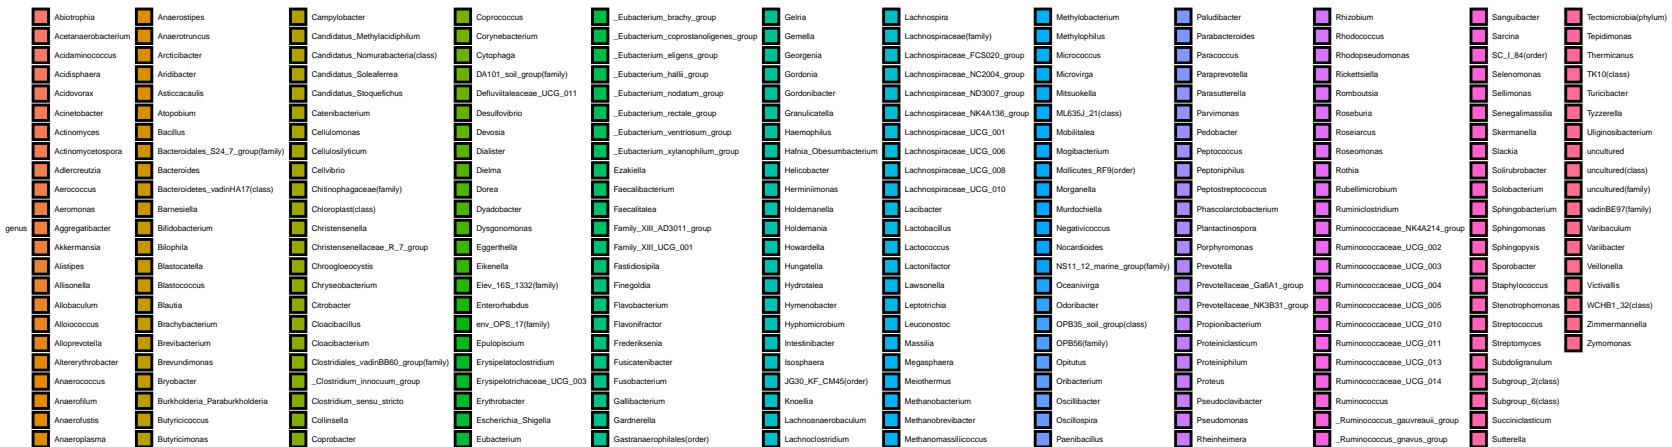 genus
Abiotrophia
Acetanaerobacterium
Acidaminococcus
Acidisphaera
Acidovorax
Acinetobacter
Actinomyces
Actinomycetospora
Adlercreutzia
Aerococcus
Aeromonas
Aggregatibacter
Akkermansia
Alistipes
Allisonella
Allobaculum
Alloiococcus
Alloprevotella
Altererythrobacter
Anaerococcus
Anaerofilum
Anaerofustis
Anaeroplasma
Anaerostipes
Anaerotruncus
Arcticibacter
Aridibacter
Asticcacaulis
Atopobium
Bacillus
Bacteroidales_S24_7_group(family)
Bacteroides
Bacteroidetes_vadinHA17(class)
Barnesiella
Bifidobacterium
Bilophila
Blastocatella
Blastococcus
Blautia
Brachybacterium
Brevibacterium
Brevundimonas
Bryobacter
Burkholderia_Paraburkholderia
Butyricicoccus
Butyricimonas
Campylobacter
Candidatus_Methylacidiphilum
Candidatus_Nomurabacteria(class)
Candidatus_Soleaferrea
Candidatus_Stoquefichus
Catenibacterium
Cellulomonas
Cellulosilyticum
Cellvibrio
Chitinophagaceae(family)
Chloroplast(class)
Christensenella
Christensenellaceae_R_7_group
Chroogloeocystis
Chryseobacterium
Citrobacter
Cloacibacillus
Cloacibacterium
Clostridiales_vadinBB60_group(family)
_Clostridium_innocuum_group
Clostridium_sensu_stricto
Collinsella
Coprobacter
Coprococcus
Corynebacterium
Cytophaga
DA101_soil_group(family)
Defluviitaleaceae_UCG_011
Desulfovibrio
Devosia
Dialister
Dielma
Dorea
Dyadobacter
Dysgonomonas
Eggerthella
Eikenella
Elev_16S_1332(family)
Enterorhabdus
env_OPS_17(family)
Epulopiscium
Erysipelatoclostridium
Erysipelotrichaceae_UCG_003
Erythrobacter
Escherichia_Shigella
Eubacterium
_Eubacterium_brachy_group
_Eubacterium_coprostanoligenes_group
_Eubacterium_eligens_group
_Eubacterium_hallii_group
_Eubacterium_nodatum_group
_Eubacterium_rectale_group
_Eubacterium_ventriosum_group
_Eubacterium_xylanophilum_group
Ezakiella
Faecalibacterium
Faecalitalea
Family_XIII_AD3011_group
Family_XIII_UCG_001
Fastidiosipila
Finegoldia
Flavobacterium
Flavonifractor
Frederiksenia
Fusicatenibacter
Fusobacterium
Gallibacterium
Gardnerella
Gastranaerophilales(order)
Gelria
Gemella
Georgenia
Gordonia
Gordonibacter
Granulicatella
Haemophilus
Hafnia_Obesumbacterium
Helicobacter
Herminiimonas
Holdemanella
Holdemania
Howardella
Hungatella
Hydrotalea
Hymenobacter
Hyphomicrobium
Intestinibacter
Isosphaera
JG30_KF_CM45(order)
Knoellia
Lachnoanaerobaculum
Lachnoclostridium
Lachnospira
Lachnospiraceae(family)
Lachnospiraceae_FCS020_group
Lachnospiraceae_NC2004_group
Lachnospiraceae_ND3007_group
Lachnospiraceae_NK4A136_group
Lachnospiraceae_UCG_001
Lachnospiraceae_UCG_006
Lachnospiraceae_UCG_008
Lachnospiraceae_UCG_010
Lacibacter
Lactobacillus
Lactococcus
Lactonifactor
Lawsonella
Leptotrichia
Leuconostoc
Massilia
Megasphaera
Meiothermus
Methanobacterium
Methanobrevibacter
Methanomassiliicoccus
Methylobacterium
Methylophilus
Micrococcus
Microvirga
Mitsuokella
ML635J_21(class)
Mobilitalea
Mogibacterium
Mollicutes_RF9(order)
Morganella
Murdochiella
Negativicoccus
Nocardioides
NS11_12_marine_group(family)
Oceanivirga
Odoribacter
OPB35_soil_group(class)
OPB56(family)
Opitutus
Oribacterium
Oscillibacter
Oscillospira
Paenibacillus
Paludibacter
Parabacteroides
Paracoccus
Paraprevotella
Parasutterella
Parvimonas
Pedobacter
Peptococcus
Peptoniphilus
Peptostreptococcus
Phascolarctobacterium
Plantactinospora
Porphyromonas
Prevotella
Prevotellaceae_Ga6A1_group
Prevotellaceae_NK3B31_group
Propionibacterium
Proteiniclasticum
Proteiniphilum
Proteus
Pseudoclavibacter
Pseudomonas
Rheinheimera
Rhizobium
Rhodococcus
Rhodopseudomonas
Rickettsiella
Romboutsia
Roseburia
Roseiarcus
Roseomonas
Rothia
Rubellimicrobium
Ruminiclostridium
Ruminococcaceae_NK4A214_group
Ruminococcaceae_UCG_002
Ruminococcaceae_UCG_003
Ruminococcaceae_UCG_004
Ruminococcaceae_UCG_005
Ruminococcaceae_UCG_010
Ruminococcaceae_UCG_011
Ruminococcaceae_UCG_013
Ruminococcaceae_UCG_014
Ruminococcus
_Ruminococcus_gauvreauii_group
_Ruminococcus_gnavus_group
Sanguibacter
Sarcina
SC_I_84(order)
Selenomonas
Sellimonas
Senegalimassilia
Skermanella
Slackia
Solirubrobacter
Solobacterium
Sphingobacterium
Sphingomonas
Sphingopyxis
Sporobacter
Staphylococcus
Stenotrophomonas
Streptococcus
Streptomyces
Subdoligranulum
Subgroup_2(class)
Subgroup_6(class)
Succiniclasticum
Sutterella
Tectomicrobia(phylum)
Tepidimonas
Thermicanus
TK10(class)
Turicibacter
Tyzzerella
Uliginosibacterium
uncultured
uncultured(class)
uncultured(family)
vadinBE97(family)
Varibaculum
Variibacter
Veillonella
Victivallis
WCHB1_32(class)
Zimmermannella
Zymomonas